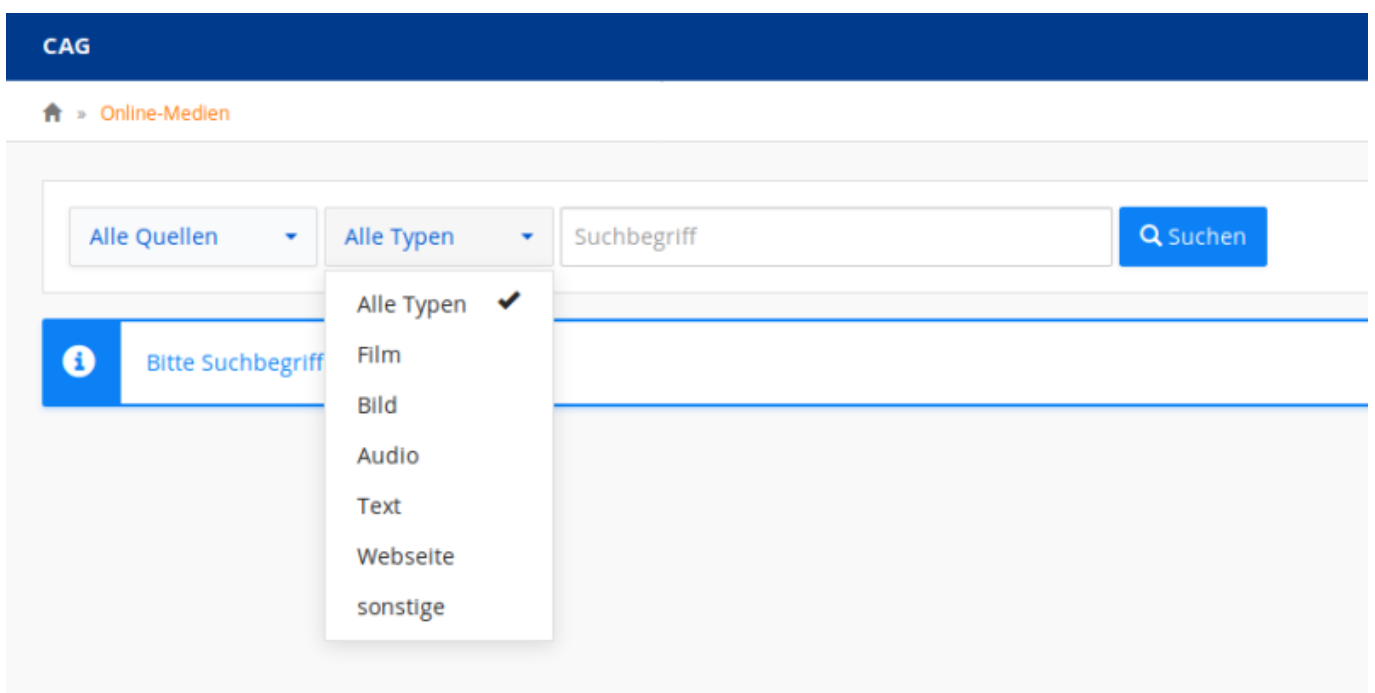 CAG
» Online-Medien
Alle Quellen Alle Typen Suchbegriff Suchen
Alle Typen
Bitte Suchbegriff
Film
Bild
Audio
Text
Webseite
sonstige